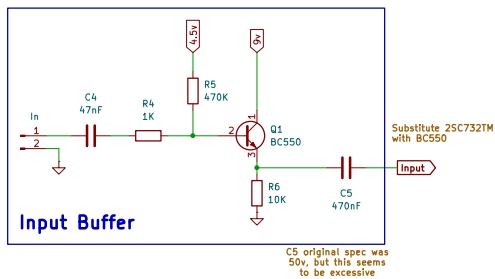 4.5v
9v
R5
470K
C4
47nF
R4
1K
In
1
2
1
2
3
Q1
BC550
Substitute 2SC732TM
with BC550
Input
R6
10K
C5
470nF
Input Buffer
C5 original spec was
50v, but this seems
to be excessive